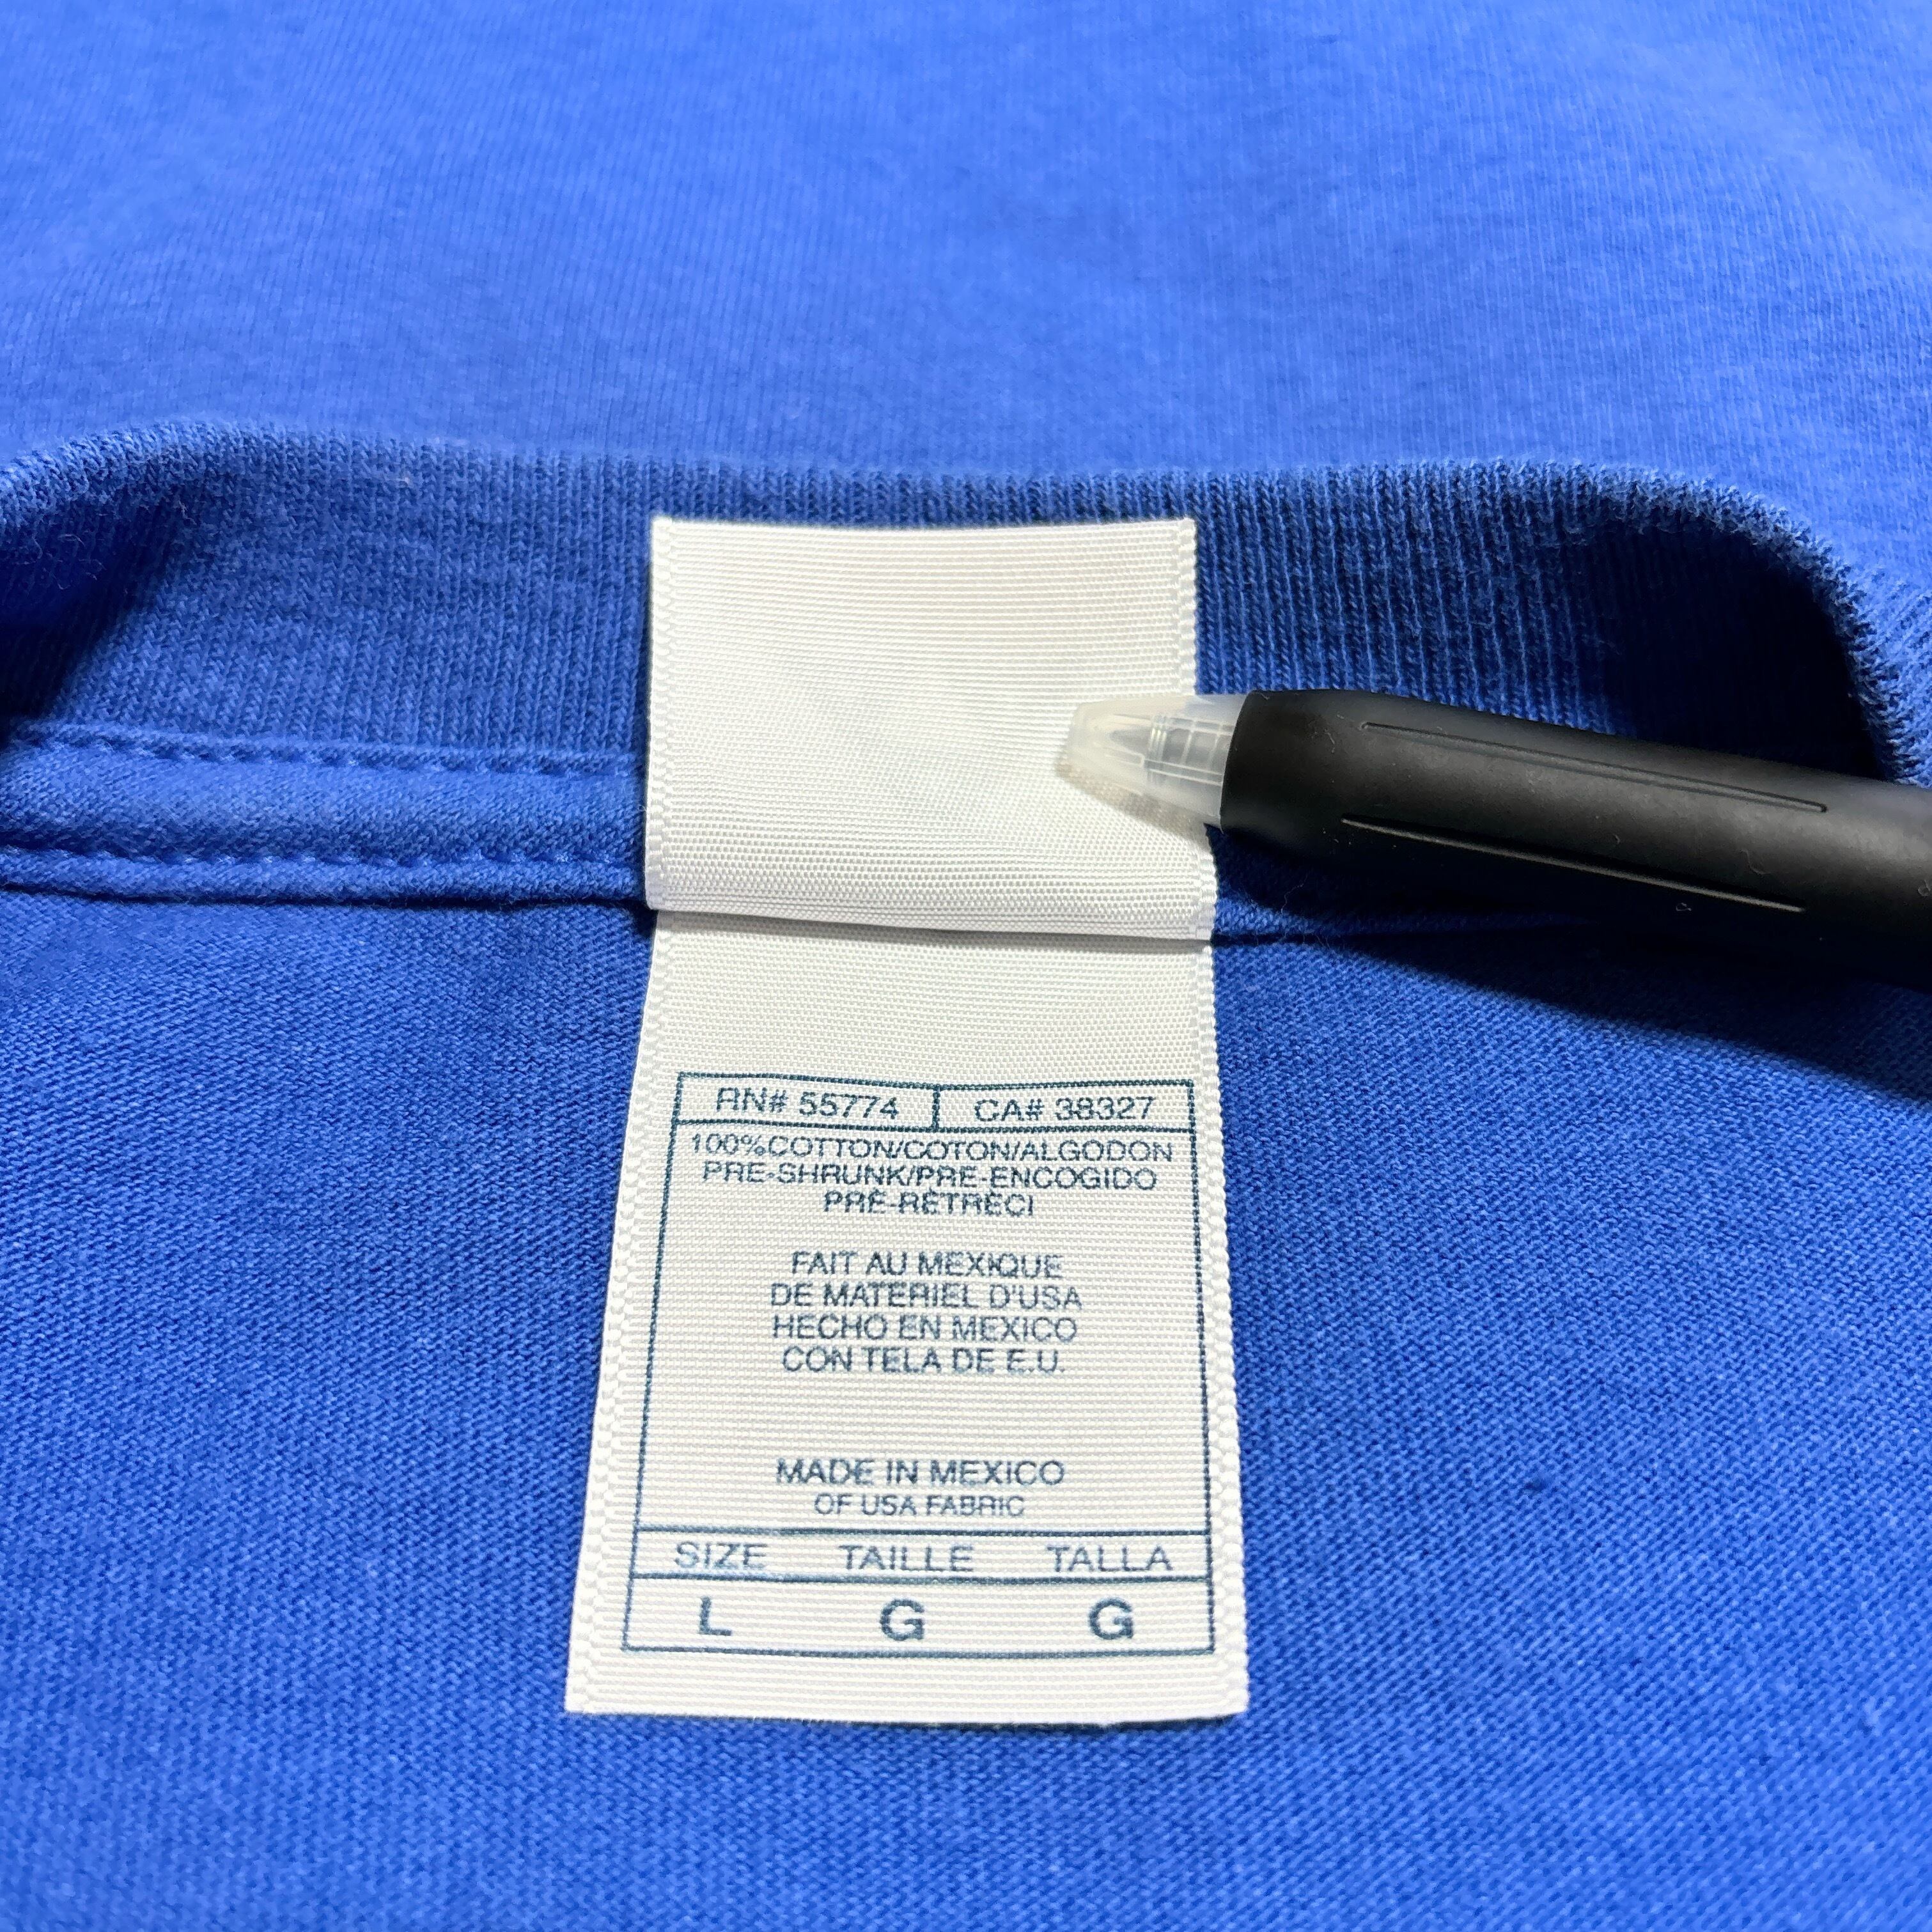 RN# 55774 CA# 38327
100%COTTON/COTON/ALGODON
PRE-SHRUNK/PRE-ENCOGIDO
PRÉ-RÉTRÉCI
FAIT AU MEXIQUE
DE MATERIEL D'USA
HECHO EN MEXICO
CON TELA DE E.U.
MADE IN MEXICO
OF USA FABRIC
SIZE TAILLE TALLA
L G G